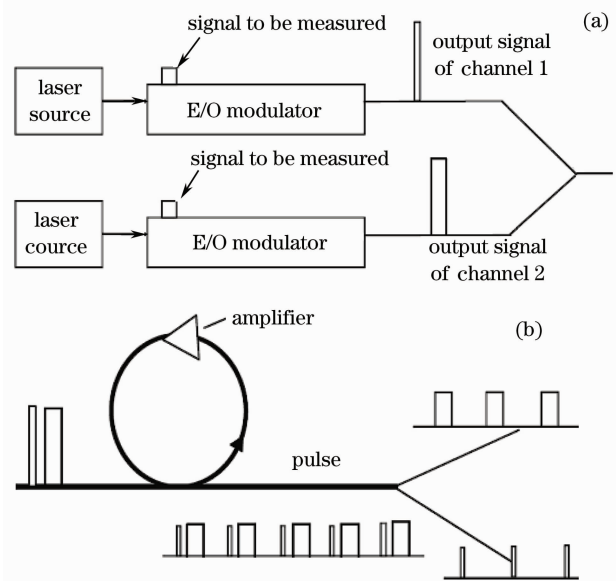 (a)
signal to be measured
output signal
of channel 1
laser
source
E/O modulator
signal to be measured
laser
cource
E/O modulator
output signal
of channel 2
(b)
amplifier
pulse